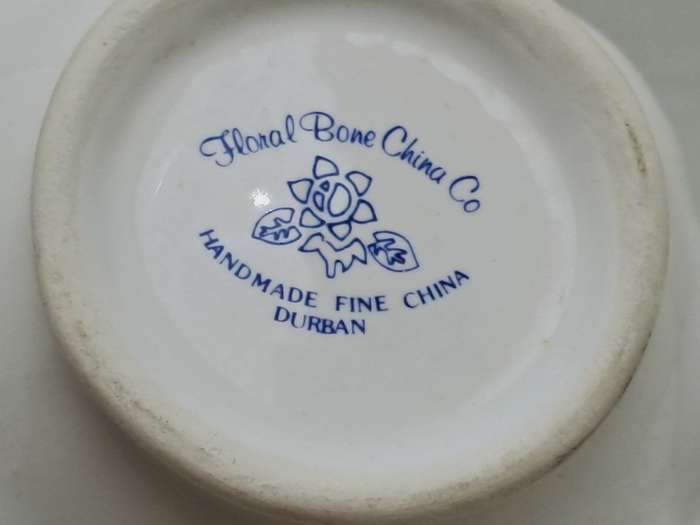 Floral Bone China Co
HANDMADE FINE CHINA
DURBAN